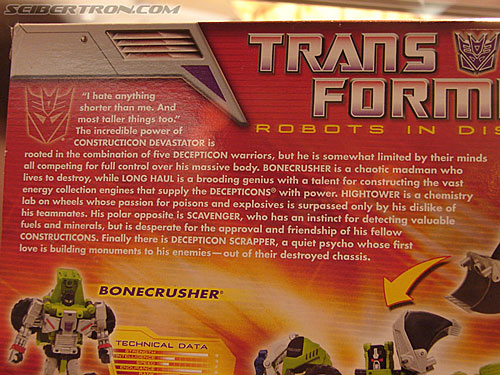 SEIBERTRON.COM
TRANS
FORM
ROBOTS IN DIS
"I hate anything
shorter than me. And
most taller things too."
The incredible power of
CONSTRUCTICON DEVASTATOR is
rooted in the combination of five DECEPTICON warriors, but he is somewhat limited by their minds
all competing for full control over his massive body. BONECRUSHER is a chaotic madman who
lives to destroy, while LONG HAUL is a brooding genius with a talent for constructing the vast
energy collection engines that supply the DECEPTICONS® with power. HIGHTOWER is a chemistry
lab on wheels whose passion for poisons and explosives is surpassed only by his dislike of
his teammates. His polar opposite is SCAVENGER, who has an instinct for detecting valuable
fuels and minerals, but is desperate for the approval and friendship of his fellow
CONSTRUCTICONS. Finally there is DECEPTICON SCRAPPER, a quiet psycho whose first
love is building monuments to his enemies—out of their destroyed chassis.
BONECRUSHER®
TECHNICAL DATA
STRENGTH
INTELLIGENCE
SPEED
ENDURANCE
RANK